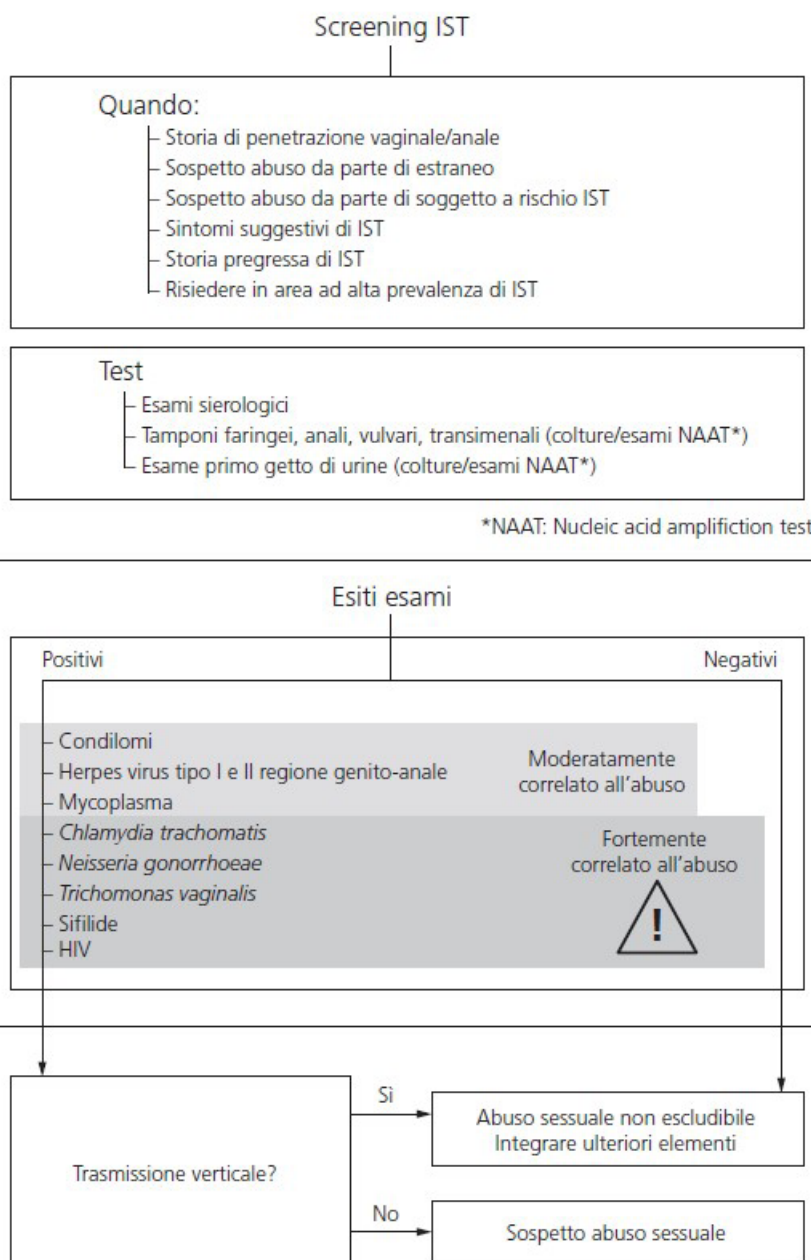 Screening IST
Quando:
– Storia di penetrazione vaginale/anale
– Sospetto abuso da parte di estraneo
– Sospetto abuso da parte di soggetto a rischio IST
– Sintomi suggestivi di IST
– Storia pregressa di IST
– Risiedere in area ad alta prevalenza di IST
Test
– Esami sierologici
– Tamponi faringei, anali, vulvari, transimenali (colture/esami NAAT*)
– Esame primo getto di urine (colture/esami NAAT*)
*NAAT: Nucleic acid amplifiction test
Esiti esami
Positivi
Negativi
– Condilomi
– Herpes virus tipo I e II regione genito-anale
– Mycoplasma
Moderatamente
correlato all'abuso
– Chlamydia trachomatis
– Neisseria gonorrhoeae
– Trichomonas vaginalis
– Sifilide
– HIV
Fortemente
correlato all'abuso
!
Trasmissione verticale?
Sì
Abuso sessuale non escludibile
Integrare ulteriori elementi
No
Sospetto abuso sessuale